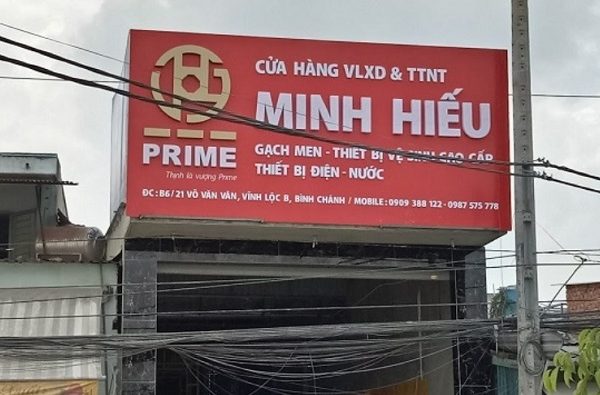 CỬA HÀNG VLXD & TTNT
MINH HIẾU
GẠCH MEN - THIẾT BỊ VỆ SINH CAO CẤP
THIẾT BỊ ĐIỆN - NƯỚC
PRIME
Thịnh là vượng Prime
ĐC : B6/21 VÕ VĂN VÂN, VĨNH LỘC B, BÌNH CHÁNH / MOBILE : 0909 388 122 - 0987 575 778